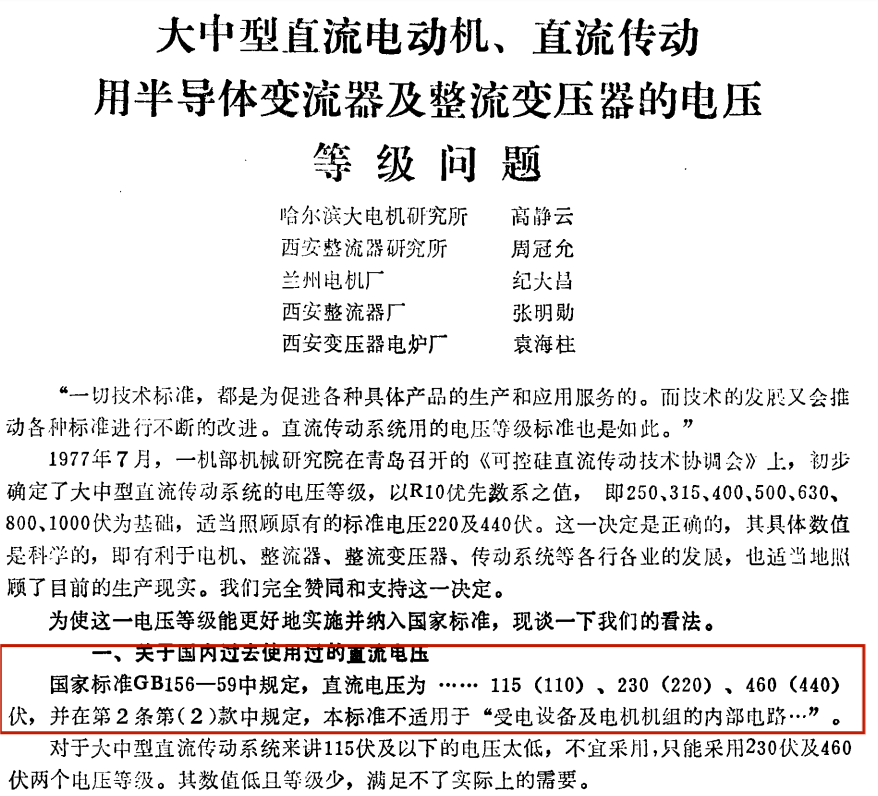 大中型直流电动机、直流传动
用半导体变流器及整流变压器的电压
等级问题
哈尔滨大电机研究所 高静云
西安整流器研究所 周冠允
兰州电机厂 纪大昌
西安整流器厂 张明勋
西安变压器电炉厂 袁海柱
“一切技术标准，都是为促进各种具体产品的生产和应用服务的。而技术的发展又会推
动各种标准进行不断的改进。直流传动系统用的电压等级标准也是如此。”
1977年7月，一机部机械研究院在青岛召开的《可控硅直流传动技术协调会》上，初步
确定了大中型直流传动系统的电压等级，以R10优先数系之值， 即250、315、400、500、630、
800、1000伏为基础，适当照顾原有的标准电压220及440伏。这一决定是正确的，其具体数值
是科学的，即有利于电机、整流器、整流变压器、传动系统等各行各业的发展，也适当地照
顾了目前的生产现实。我们完全赞同和支持这一决定。
为使这一电压等级能更好地实施并纳入国家标准，现谈一下我们的看法。
一、关于国内过去使用过的直流电压
国家标准GB156—59中规定，直流电压为 …… 115（110）、230（220）、460（440）
伏，并在第2条第（2）款中规定，本标准不适用于“受电设备及电机机组的内部电路…”。
对于大中型直流传动系统来讲115伏及以下的电压太低，不宜采用，只能采用230伏及460
伏两个电压等级。其数值低且等级少，满足不了实际上的需要。